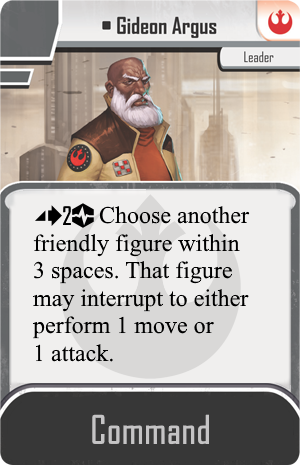 ▪ Gideon Argus
Leader
2 Choose another
friendly figure within
3 spaces. That figure
may interrupt to either
perform 1 move or
1 attack.
Command